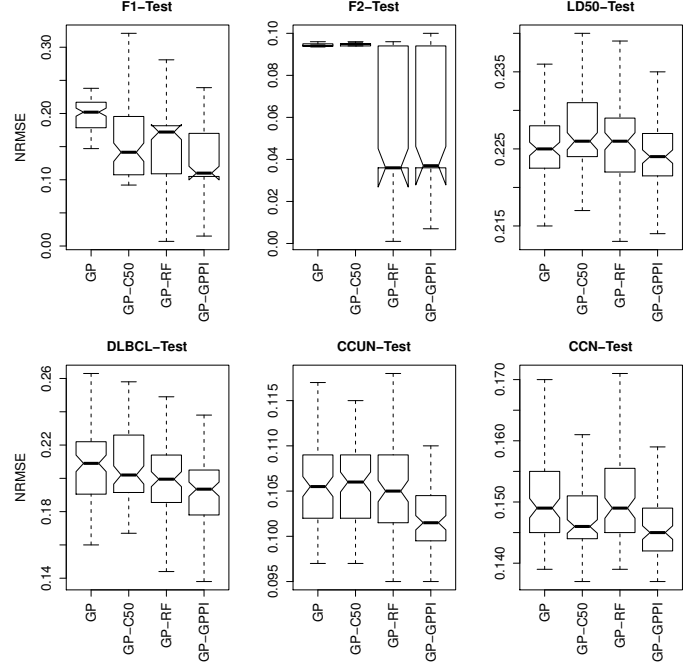 F1−Test
F2−Test
LD50−Test
NRMSE
0.00
0.10
0.20
0.30
GP
GP−C50
GP−RF
GP−GPPI
0.00
0.02
0.04
0.06
0.08
0.10
GP
GP−C50
GP−RF
GP−GPPI
0.215
0.225
0.235
GP
GP−C50
GP−RF
GP−GPPI
DLBCL−Test
CCUN−Test
CCN−Test
NRMSE
0.14
0.18
0.22
0.26
GP
GP−C50
GP−RF
GP−GPPI
0.095
0.100
0.105
0.110
0.115
GP
GP−C50
GP−RF
GP−GPPI
0.140
0.150
0.160
0.170
GP
GP−C50
GP−RF
GP−GPPI